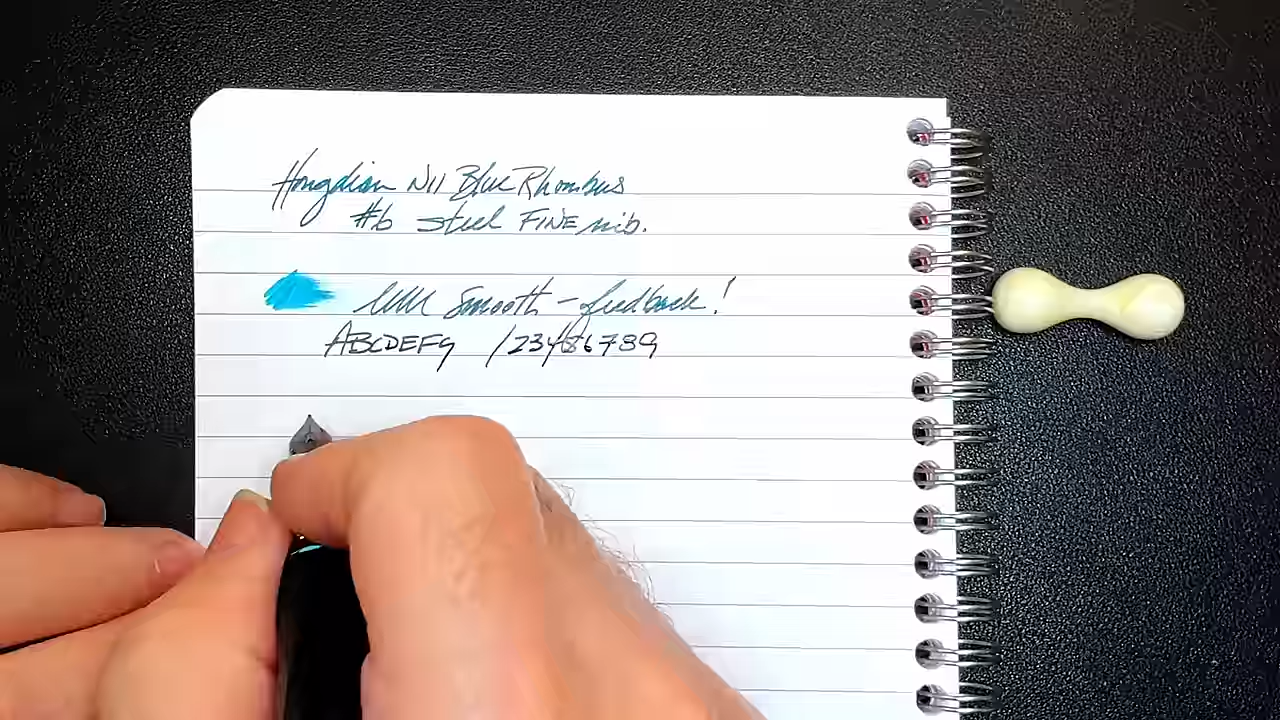 Hongdian N11 Blue Rhombus
#6 steel FINE nib.
Smooth - feedback!
ABCDEFG 123456789